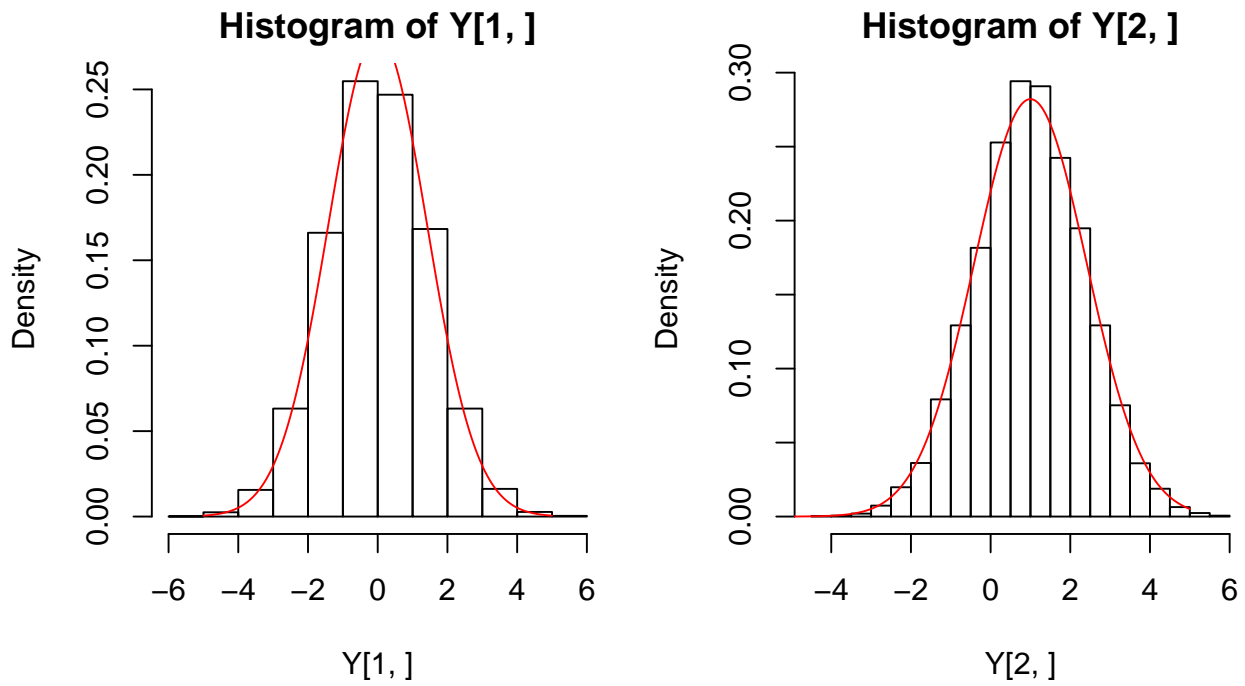 Histogram of Y[1, ]
Density
0.00 0.05 0.10 0.15 0.20 0.25
−6 −4 −2 0 2 4 6
Y[1, ]
Histogram of Y[2, ]
Density
0.00 0.10 0.20 0.30
−4 −2 0 2 4 6
Y[2, ]